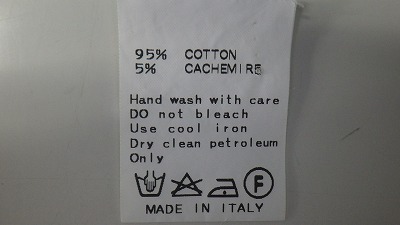 95% COTTON
5% CACHEMIRE
Hand wash with care
DO not bleach
Use cool iron
Dry clean petroleum
Only
F
MADE IN ITALY